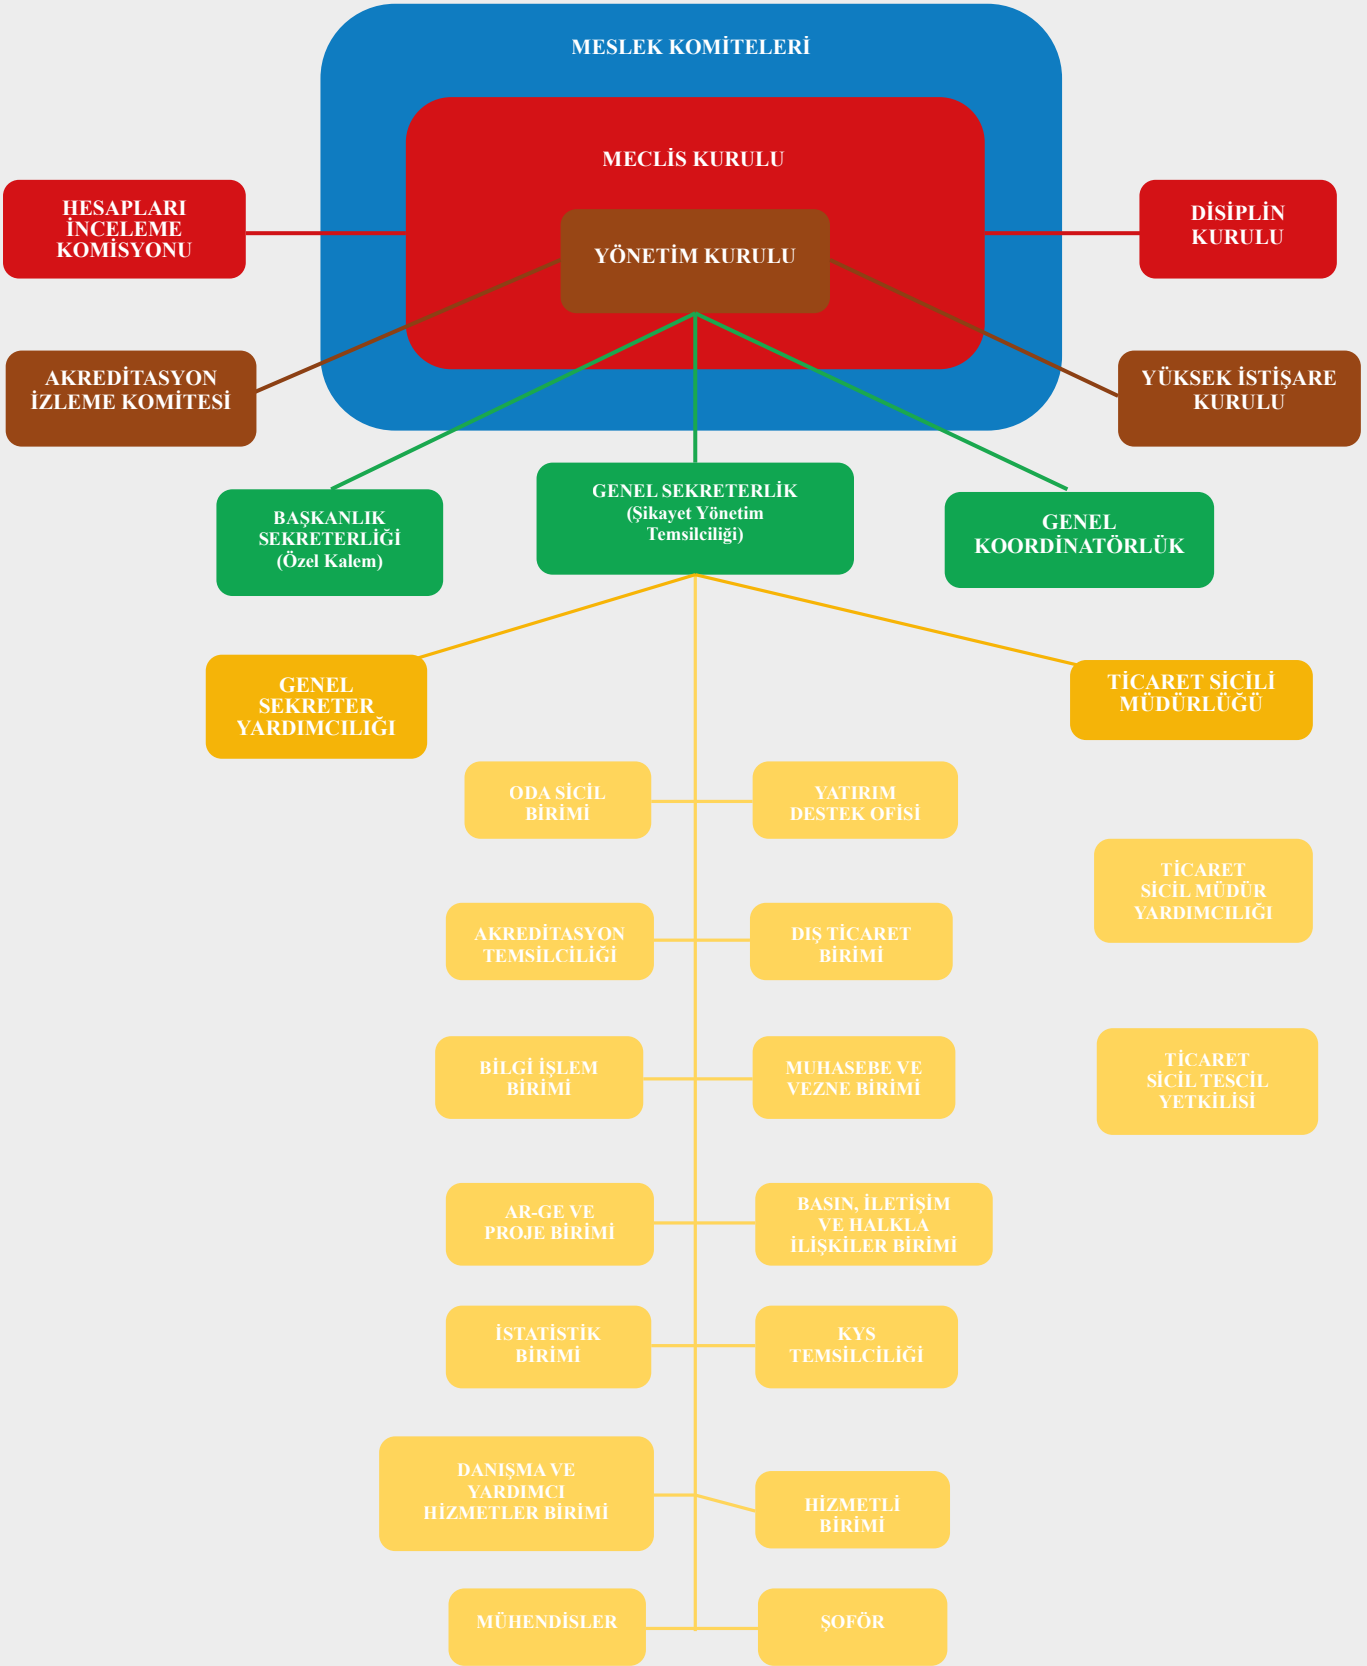 MESLEK KOMİTELERİ
MECLİS KURULU
YÖNETİM KURULU
HESAPLARI
İNCELEME
KOMİSYONU
DİSİPLİN
KURULU
AKREDİTASYON
İZLEME KOMİTESİ
YÜKSEK İSTİŞARE
KURULU
BAŞKANLIK
SEKRETERLİĞİ
(Özel Kalem)
GENEL SEKRETERLİK
(Şikayet Yönetim
Temsilciliği)
GENEL
KOORDİNATÖRLÜK
GENEL
SEKRETER
YARDIMCILIĞI
TİCARET SİCİLİ
MÜDÜRLÜĞÜ
ODA SİCİL
BİRİMİ
YATIRIM
DESTEK OFİSİ
TİCARET
SİCİL MÜDÜR
YARDIMCILIĞI
AKREDİTASYON
TEMSİLCİLİĞİ
DIŞ TİCARET
BİRİMİ
BİLGİ İŞLEM
BİRİMİ
MUHASEBE VE
VEZNE BİRİMİ
TİCARET
SİCİL TESCİL
YETKİLİSİ
AR-GE VE
PROJE BİRİMİ
BASIN, İLETİŞİM
VE HALKLA
İLİŞKİLER BİRİMİ
İSTATİSTİK
BİRİMİ
KYS
TEMSİLCİLİĞİ
DANIŞMA VE
YARDIMCI
HİZMETLER BİRİMİ
HİZMETLİ
BİRİMİ
MÜHENDİSLER
ŞOFÖR